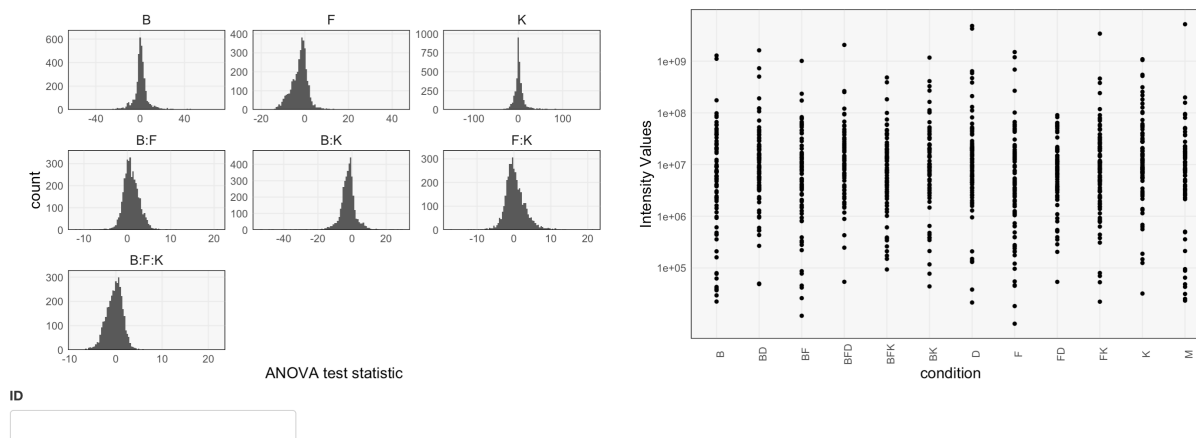 B
F
K
600
400
200
0
-40
0
40
400
300
200
100
0
-20
0
20
40
1000
750
500
250
0
-100
0
100
B:F
B:K
F:K
300
200
100
0
-10
0
10
20
400
300
200
100
0
-40
-20
0
20
300
200
100
0
-10
0
10
20
B:F:K
300
200
100
0
-10
0
10
20
count
ANOVA test statistic
Intensity Values
1e+09
1e+08
1e+07
1e+06
1e+05
B
BD
BF
BFD
BFK
BK
D
F
FD
FK
K
M
condition
ID